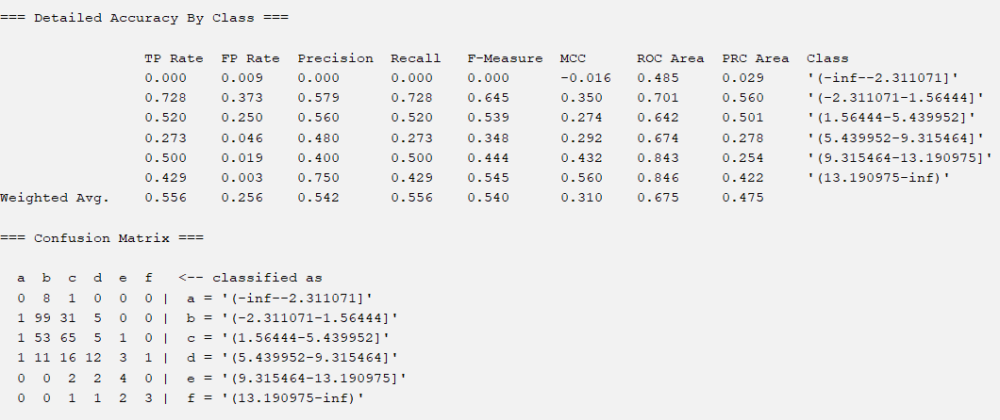 === Detailed Accuracy By Class ===
TP Rate FP Rate Precision Recall F-Measure MCC ROC Area PRC Area Class
0.000 0.009 0.000 0.000 0.000 -0.016 0.485 0.029 '(-inf--2.311071]'
0.728 0.373 0.579 0.728 0.645 0.350 0.701 0.560 '(-2.311071-1.56444]'
0.520 0.250 0.560 0.520 0.539 0.274 0.642 0.501 '(1.56444-5.439952]'
0.273 0.046 0.480 0.273 0.348 0.292 0.674 0.278 '(5.439952-9.315464]'
0.500 0.019 0.400 0.500 0.444 0.432 0.843 0.254 '(9.315464-13.190975]'
0.429 0.003 0.750 0.429 0.545 0.560 0.846 0.422 '(13.190975-inf)'
Weighted Avg. 0.556 0.256 0.542 0.556 0.540 0.310 0.675 0.475
=== Confusion Matrix ===
a b c d e f <-- classified as
0 8 1 0 0 0 | a = '(-inf--2.311071]'
1 99 31 5 0 0 | b = '(-2.311071-1.56444]'
1 53 65 5 1 0 | c = '(1.56444-5.439952]'
1 11 16 12 3 1 | d = '(5.439952-9.315464]'
0 0 2 2 4 0 | e = '(9.315464-13.190975]'
0 0 1 1 2 3 | f = '(13.190975-inf)'